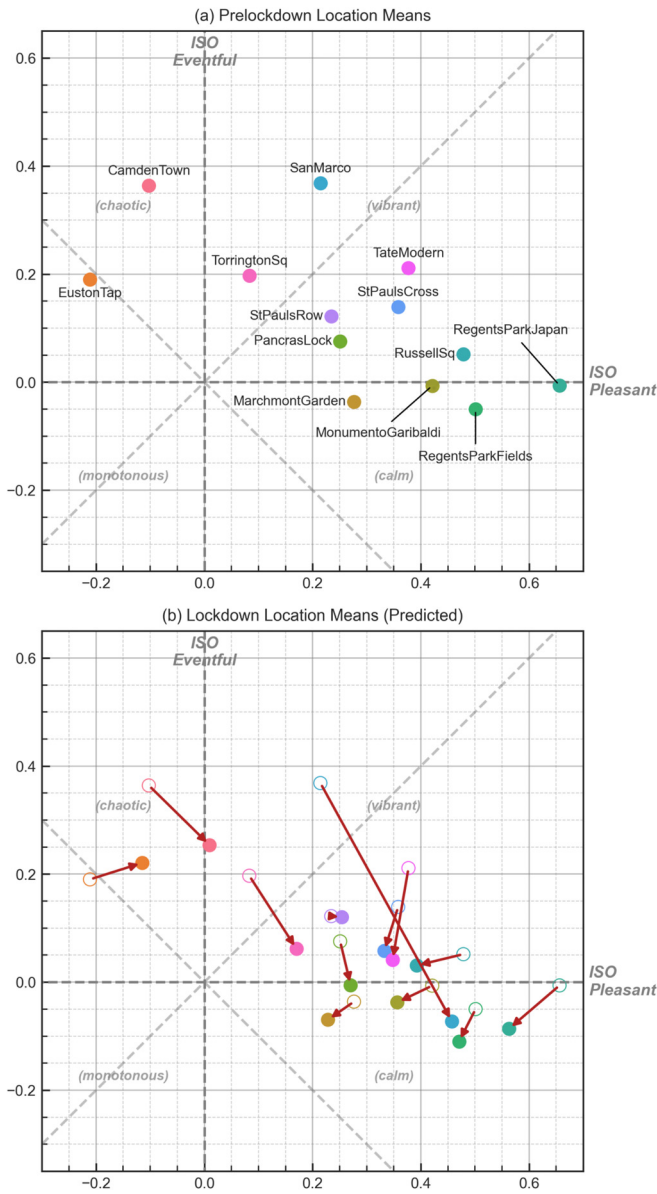 (a) Prelockdown Location Means
ISO
Eventful
0.6
0.4
CamdenTown
SanMarco
(chaotic)
(vibrant)
0.2
TorringtonSq
TateModern
EustonTap
StPaulsCross
StPaulsRow
PancrasLock
RussellSq
RegentsParkJapan
0.0
ISO
Pleasant
MarchmontGarden
MonumentoGaribaldi
RegentsParkFields
(monotonous)
(calm)
−0.2
−0.2
0.0
0.2
0.4
0.6
(b) Lockdown Location Means (Predicted)
ISO
Eventful
0.6
0.4
(chaotic)
(vibrant)
0.2
0.0
ISO
Pleasant
(monotonous)
(calm)
−0.2
−0.2
0.0
0.2
0.4
0.6